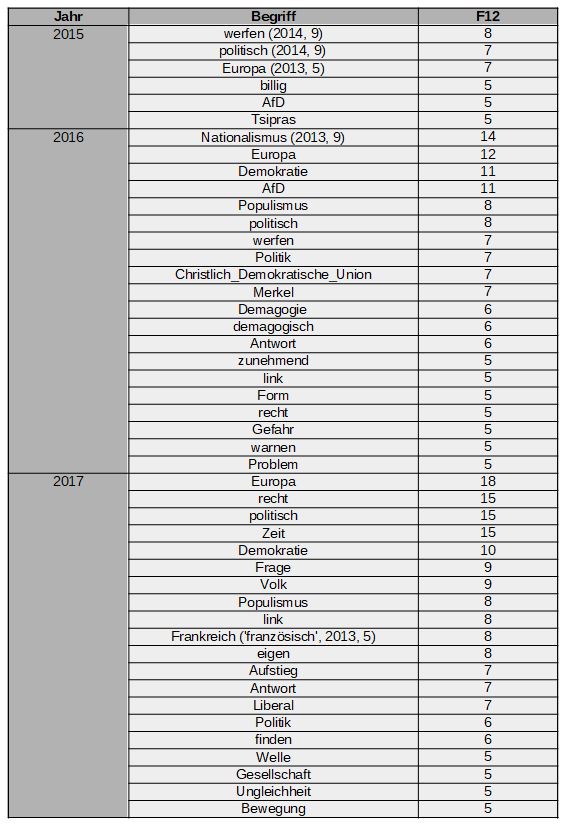 Jahr Begriff F12
2015 werfen (2014, 9) 8
politisch (2014, 9) 7
Europa (2013, 5) 7
billig 5
AfD 5
Tsipras 5
2016 Nationalismus (2013, 9) 14
Europa 12
Demokratie 11
AfD 11
Populismus 8
politisch 8
werfen 7
Politik 7
Christlich_Demokratische_Union 7
Merkel 7
Demagogie 6
demagogisch 6
Antwort 6
zunehmend 5
link 5
Form 5
recht 5
Gefahr 5
warnen 5
Problem 5
2017 Europa 18
recht 15
politisch 15
Zeit 15
Demokratie 10
Frage 9
Volk 9
Populismus 8
link 8
Frankreich ('französisch', 2013, 5) 8
eigen 8
Aufstieg 7
Antwort 7
Liberal 7
Politik 6
finden 6
Welle 5
Gesellschaft 5
Ungleichheit 5
Bewegung 5